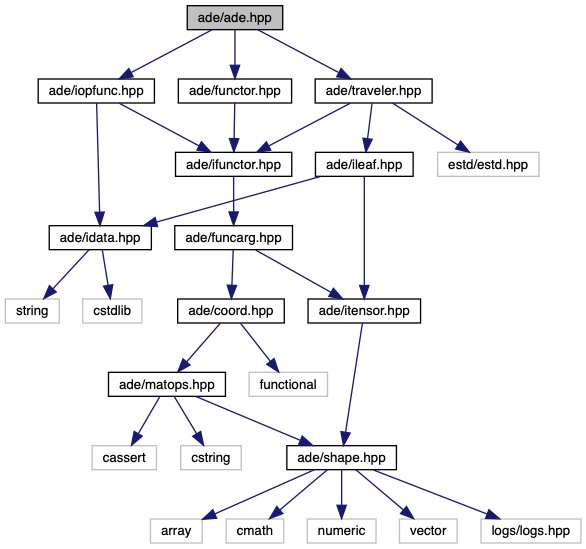 ade/ade.hpp
ade/iopfunc.hpp
ade/functor.hpp
ade/traveler.hpp
ade/ifunctor.hpp
ade/ileaf.hpp
estd/estd.hpp
ade/idata.hpp
ade/funcarg.hpp
string
cstdlib
ade/coord.hpp
ade/itensor.hpp
ade/matops.hpp
functional
cassert
cstring
ade/shape.hpp
array
cmath
numeric
vector
logs/logs.hpp